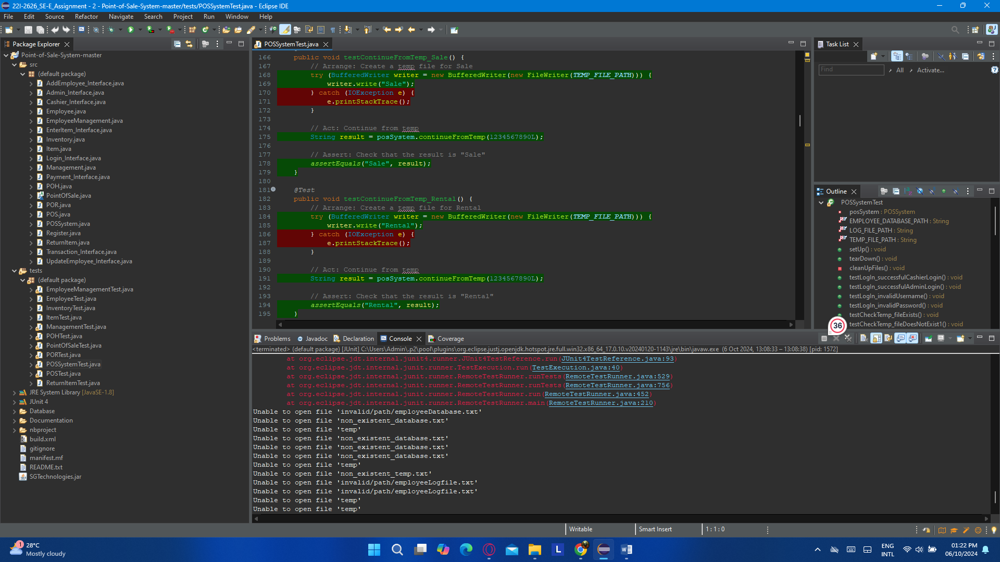 22I-2626_SE-E_Assignment - 2 - Point-of-Sale-System-master/tests/POSSystemTest.java - Eclipse IDE
File Edit Source Refactor Navigate Search Project Run Window Help
Package Explorer
Point-of-Sale-System-master
src
(default package)
AddEmployee_Interface.java
Admin_Interface.java
Cashier_Interface.java
Employee.java
EmployeeManagement.java
EnterItem_Interface.java
Inventory.java
Item.java
Login_Interface.java
Management.java
Payment_Interface.java
POH.java
PointOfSale.java
POR.java
POS.java
POSSystem.java
Register.java
ReturnItem.java
Transaction_Interface.java
UpdateEmployee_Interface.java
tests
(default package)
EmployeeManagementTest.java
EmployeeTest.java
InventoryTest.java
ItemTest.java
ManagementTest.java
POHTest.java
PointOfSaleTest.java
PORTest.java
POSSystemTest.java
POSTest.java
ReturnItemTest.java
JRE System Library [JavaSE-1.8]
JUnit 4
Database
Documentation
nbproject
build.xml
gitignore
manifest.mf
README.txt
SGTechnologies.jar
POSSystemTest.java
166 public void testContinueFromTemp_Sale() {
167 // Arrange: Create a temp file for Sale
168 try (BufferedWriter writer = new BufferedWriter(new FileWriter(TEMP_FILE_PATH))) {
169 writer.write("Sale");
170 } catch (IOException e) {
171 e.printStackTrace();
172 }
173
174 // Act: Continue from temp
175 String result = posSystem.continueFromTemp(1234567890L);
176
177 // Assert: Check that the result is "Sale"
178 assertEquals("Sale", result);
179 }
180
181 @Test
182 public void testContinueFromTemp_Rental() {
183 // Arrange: Create a temp file for Rental
184 try (BufferedWriter writer = new BufferedWriter(new FileWriter(TEMP_FILE_PATH))) {
185 writer.write("Rental");
186 } catch (IOException e) {
187 e.printStackTrace();
188 }
189
190 // Act: Continue from temp
191 String result = posSystem.continueFromTemp(1234567890L);
192
193 // Assert: Check that the result is "Rental"
194 assertEquals("Rental", result);
195 }
Task List
Find
All
Activate...
Outline
POSSystemTest
posSystem : POSSystem
EMPLOYEE_DATABASE_PATH : String
LOG_FILE_PATH : String
TEMP_FILE_PATH : String
setUp() : void
tearDown() : void
cleanUpFiles() : void
testLogIn_successfulCashierLogin() : void
testLogIn_successfulAdminLogin() : void
testLogIn_invalidUsername() : void
testLogIn_invalidPassword() : void
testCheckTemp_fileExists() : void
testCheckTemp_fileDoesNotExist1() : void
36
Problems Javadoc Declaration Console Coverage
<terminated> (default package) [JUnit] C:\Users\Admin\.p2\pool\plugins\org.eclipse.justj.openjdk.hotspot.jre.full.win32.x86_64_17.0.10.v20240120-1143\jre\bin\javaw.exe (6 Oct 2024, 13:08:33 – 13:08:38) [pid: 1572]
at org.eclipse.jdt.internal.junit4.runner.JUnit4TestReference.run(JUnit4TestReference.java:93)
at org.eclipse.jdt.internal.junit.runner.TestExecution.run(TestExecution.java:40)
at org.eclipse.jdt.internal.junit.runner.RemoteTestRunner.runTests(RemoteTestRunner.java:529)
at org.eclipse.jdt.internal.junit.runner.RemoteTestRunner.runTests(RemoteTestRunner.java:756)
at org.eclipse.jdt.internal.junit.runner.RemoteTestRunner.run(RemoteTestRunner.java:452)
at org.eclipse.jdt.internal.junit.runner.RemoteTestRunner.main(RemoteTestRunner.java:210)
Unable to open file 'invalid/path/employeeDatabase.txt'
Unable to open file 'non_existent_database.txt'
Unable to open file 'temp'
Unable to open file 'non_existent_database.txt'
Unable to open file 'non_existent_database.txt'
Unable to open file 'non_existent_database.txt'
Unable to open file 'temp'
Unable to open file 'non_existent_temp.txt'
Unable to open file 'invalid/path/employeeLogfile.txt'
Unable to open file 'invalid/path/employeeLogfile.txt'
Unable to open file 'temp'
Unable to open file 'temp'
Writable
Smart Insert
1 : 1 : 0
1
28°C
Mostly cloudy
ENG
INTL
01:22 PM
06/10/2024